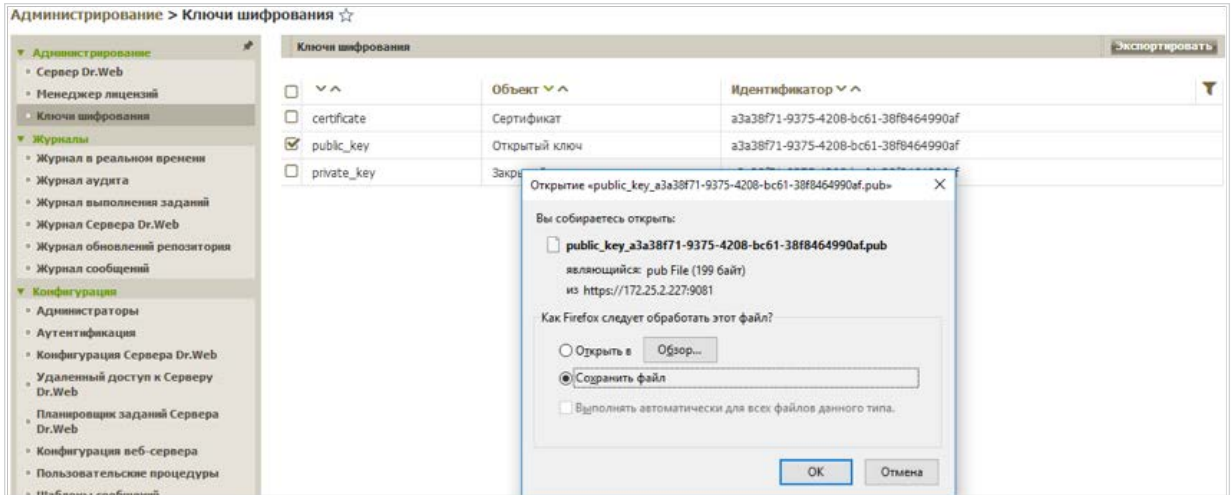 Администрирование > Ключи шифрования
Администрирование
Сервер Dr.Web
Менеджер лицензий
Ключи шифрования
Журналы
Журнал в реальном времени
Журнал аудита
Журнал выполнения заданий
Журнал Сервера Dr.Web
Журнал обновлений репозитория
Журнал сообщений
Конфигурация
Администраторы
Аутентификация
Конфигурация Сервера Dr.Web
Удаленный доступ к Серверу
Dr.Web
Планировщик заданий Сервера
Dr.Web
Конфигурация веб-сервера
Пользовательские процедуры
Ключи шифрования
Экспортировать
Объект Идентификатор
certificate Сертификат a3a38f71-9375-4208-bc61-38f8464990af
public_key Открытый ключ a3a38f71-9375-4208-bc61-38f8464990af
private_key
Открытие «public_key_a3a38f71-9375-4208-bc61-38f8464990af.pub»
Вы собираетесь открыть:
public_key_a3a38f71-9375-4208-bc61-38f8464990af.pub
являющийся: pub File (199 байт)
из https://172.25.2.227:9081
Как Firefox следует обработать этот файл?
Открыть в Обзор...
Сохранить файл
Выполнять автоматически для всех файлов данного типа.
OK Отмена